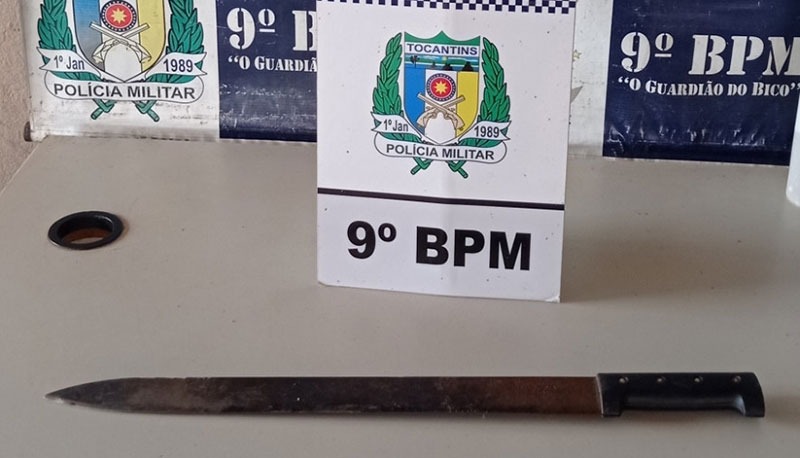 1º Jan 1989
POLÍCIA MILITAR
9º B
"O GUARDIÃ
TOCANTINS
1º Jan 1989
POLÍCIA MILITAR
9º BPM
9º BPM
"O GUARDIÃO DO BICO"